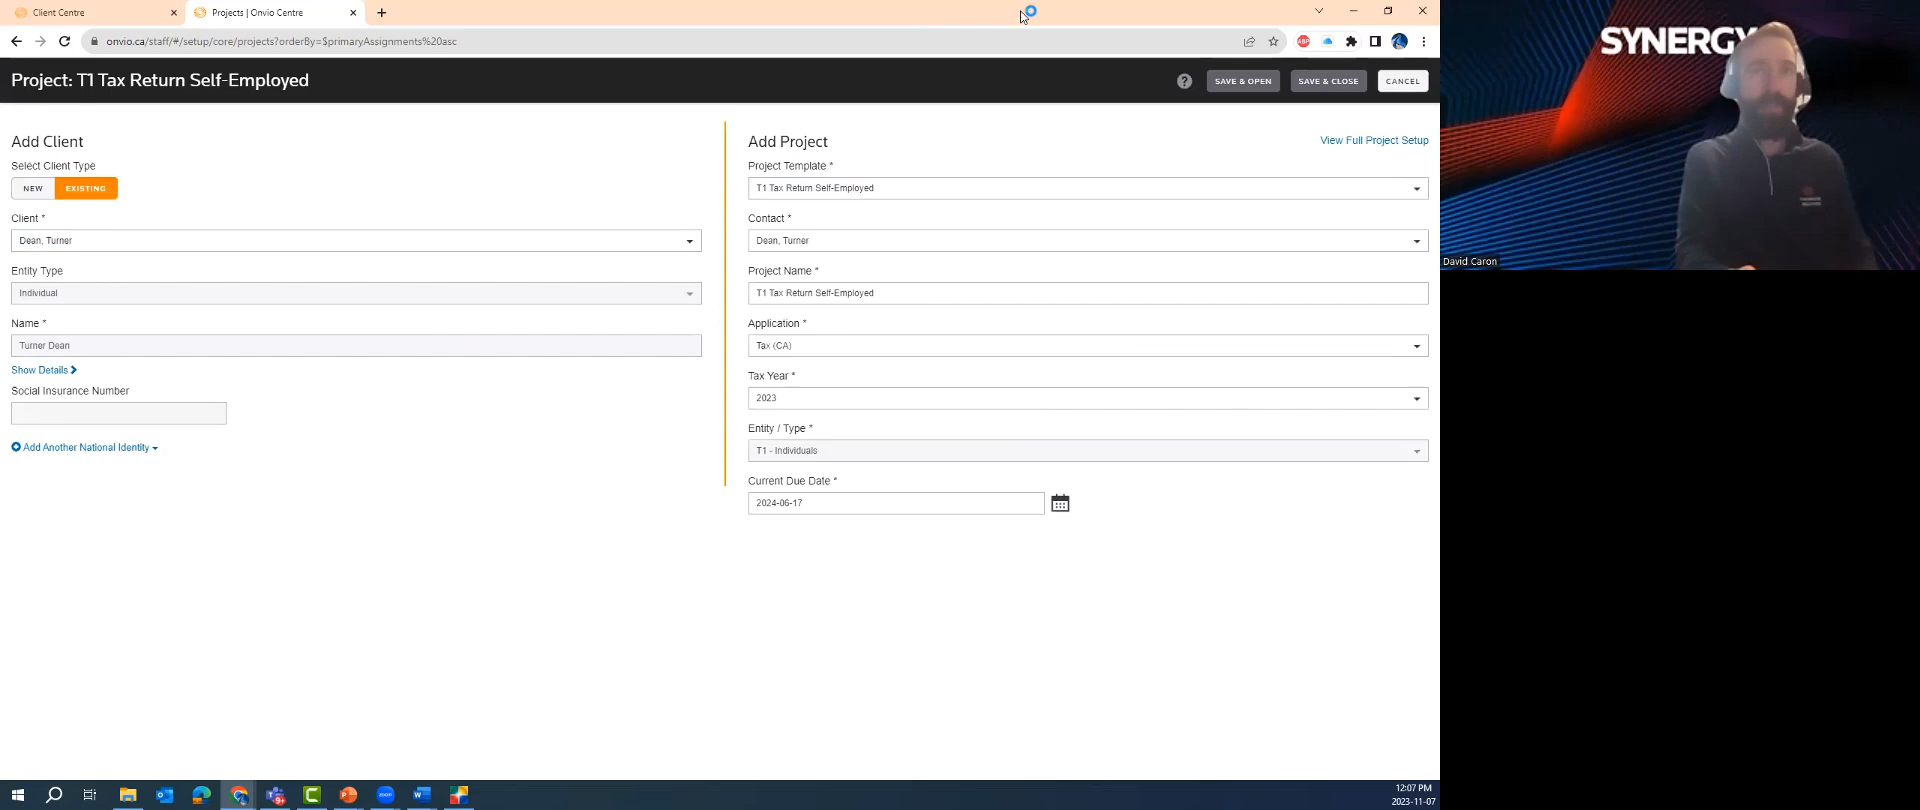 Client Centre
Projects | Onvio Centre
onvio.ca/staff/#/setup/core/projects?orderBy=$primaryAssignments%20asc
ABP
Project: T1 Tax Return Self-Employed
SAVE & OPEN
SAVE & CLOSE
CANCEL
Add Client
Select Client Type
NEW
EXISTING
Client *
Dean, Turner
Entity Type
Individual
Name *
Turner Dean
Show Details
Social Insurance Number
Add Another National Identity
Add Project
View Full Project Setup
Project Template *
T1 Tax Return Self-Employed
Contact *
Dean, Turner
Project Name *
T1 Tax Return Self-Employed
Application *
Tax (CA)
Tax Year *
2023
Entity / Type *
T1 - Individuals
Current Due Date *
2024-06-17
SYNERGY
David Caron
12:07 PM
2023-11-07